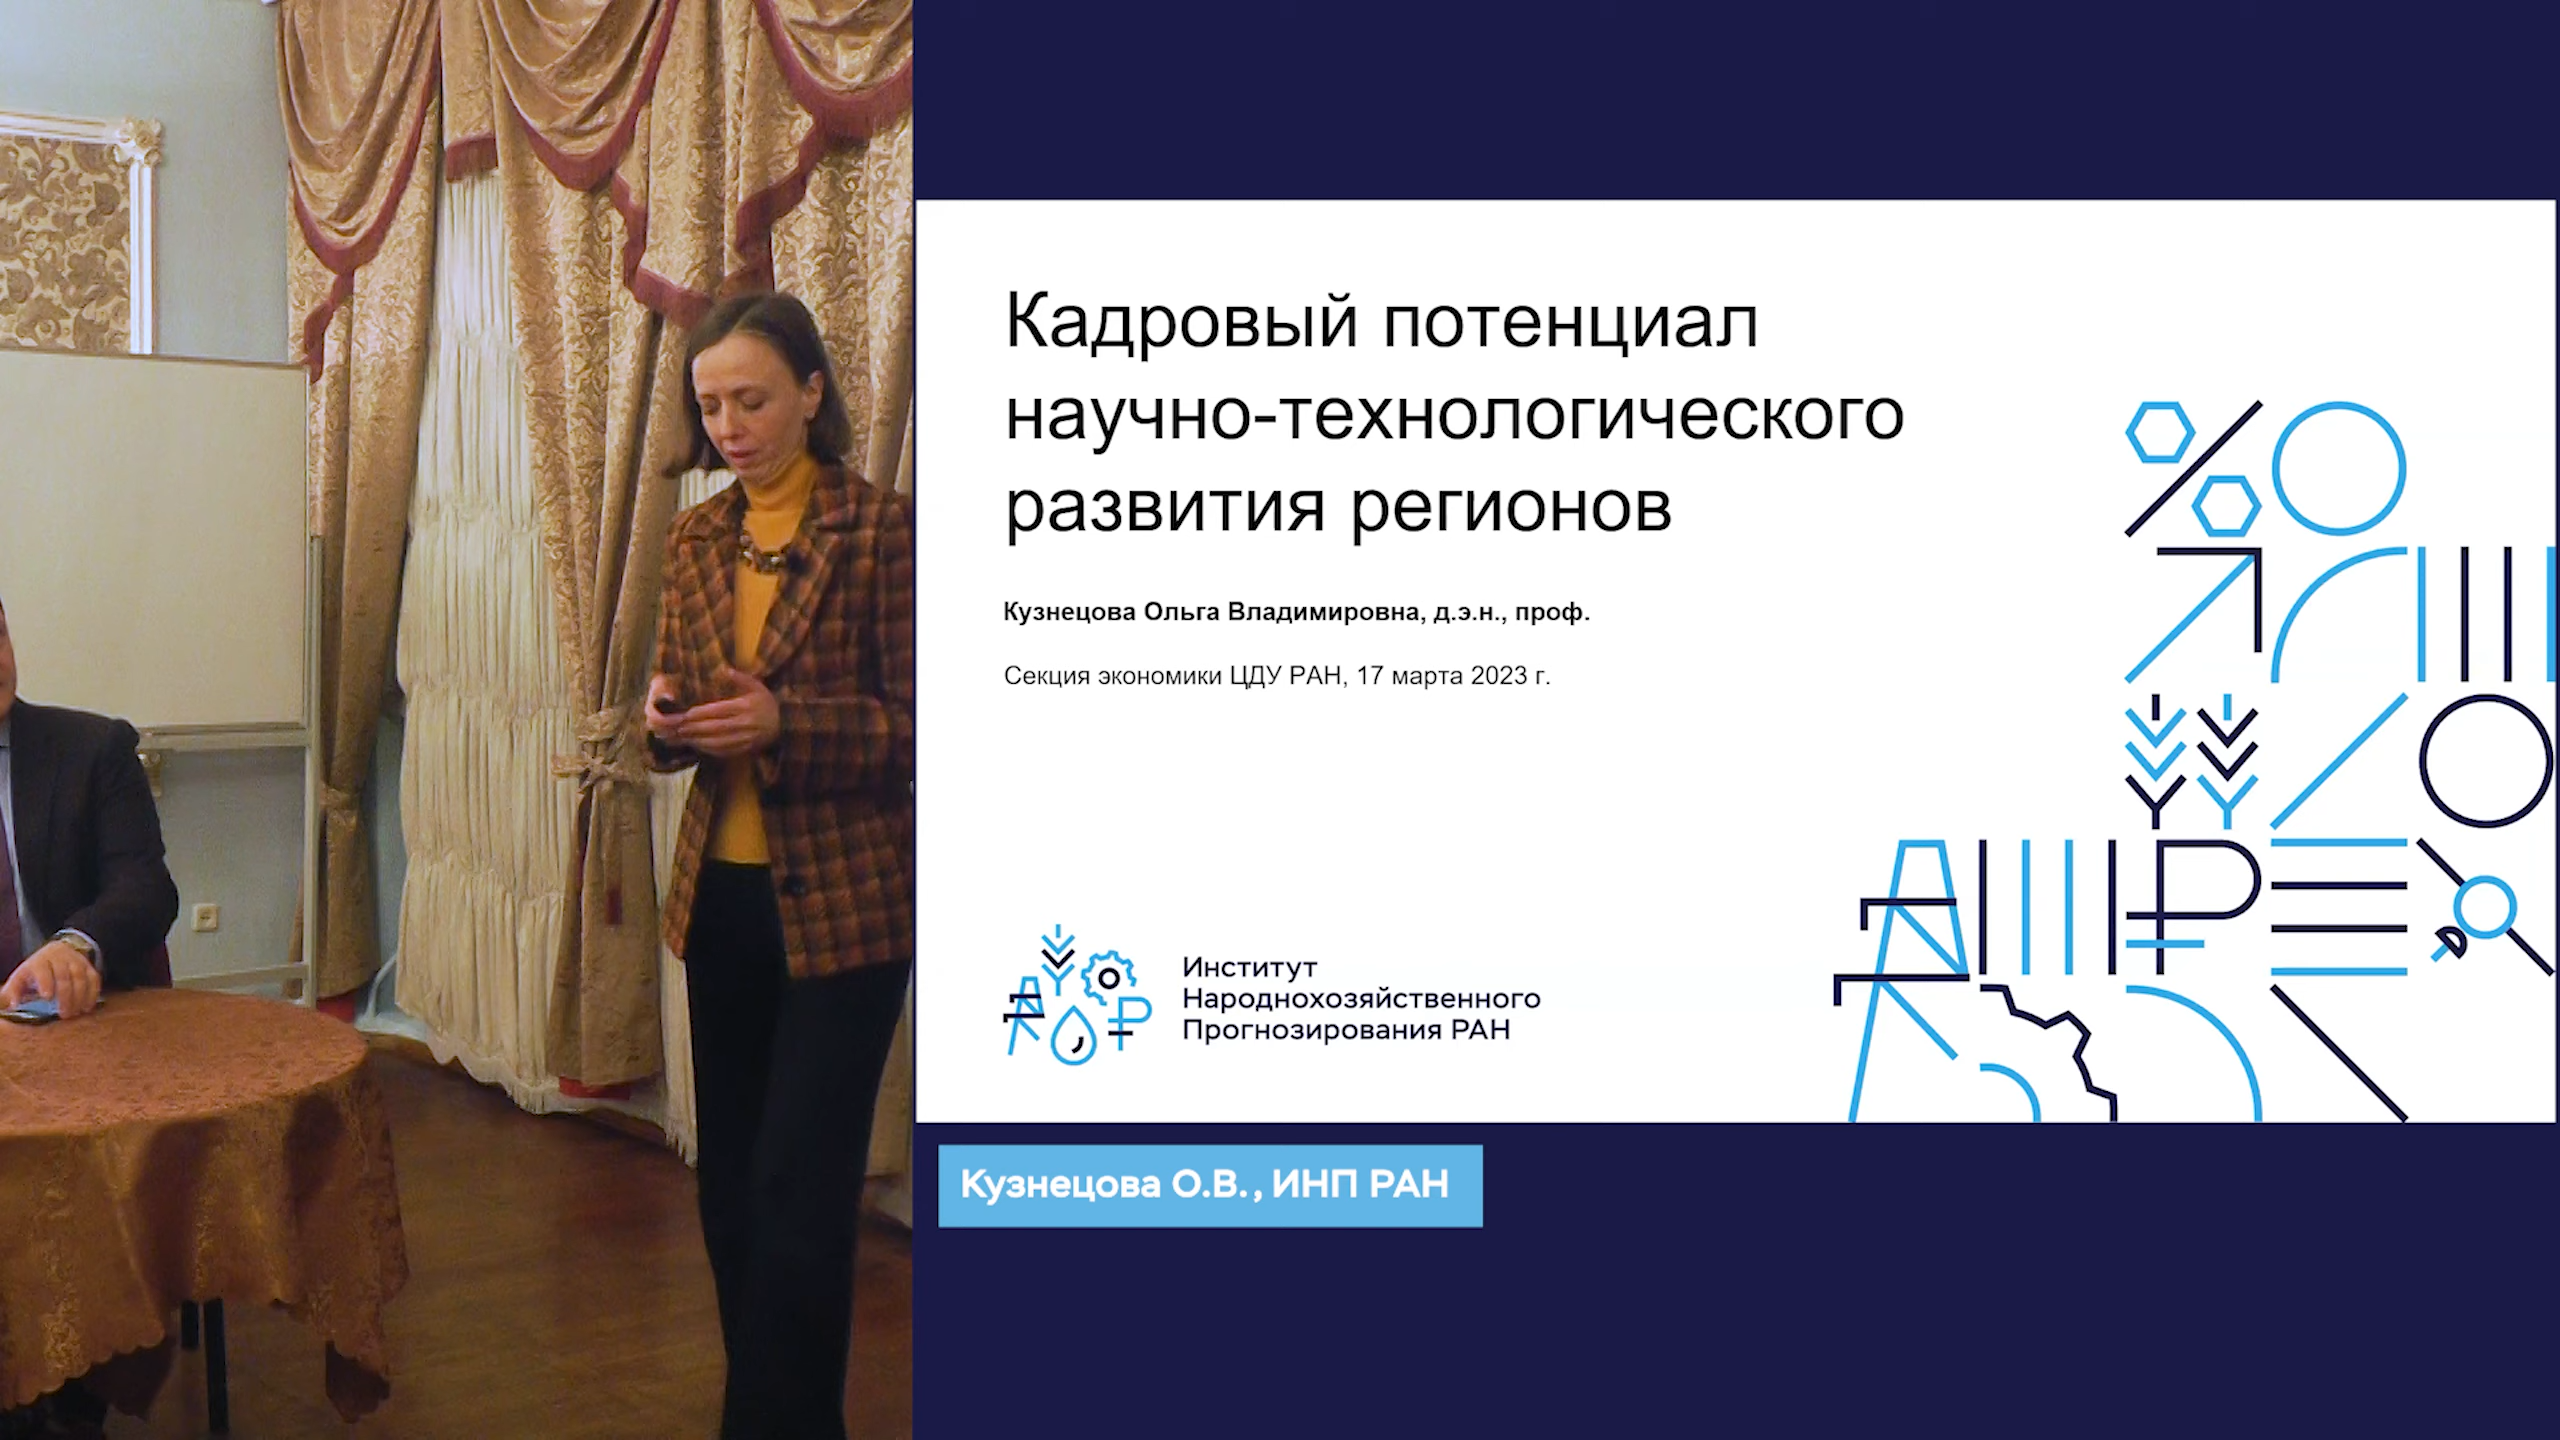 Кадровый потенциал
научно-технологического
развития регионов
Кузнецова Ольга Владимировна, д.э.н., проф.
Секция экономики ЦДУ РАН, 17 марта 2023 г.
Институт
Народнохозяйственного
Прогнозирования РАН
Кузнецова О.В., ИНП РАН